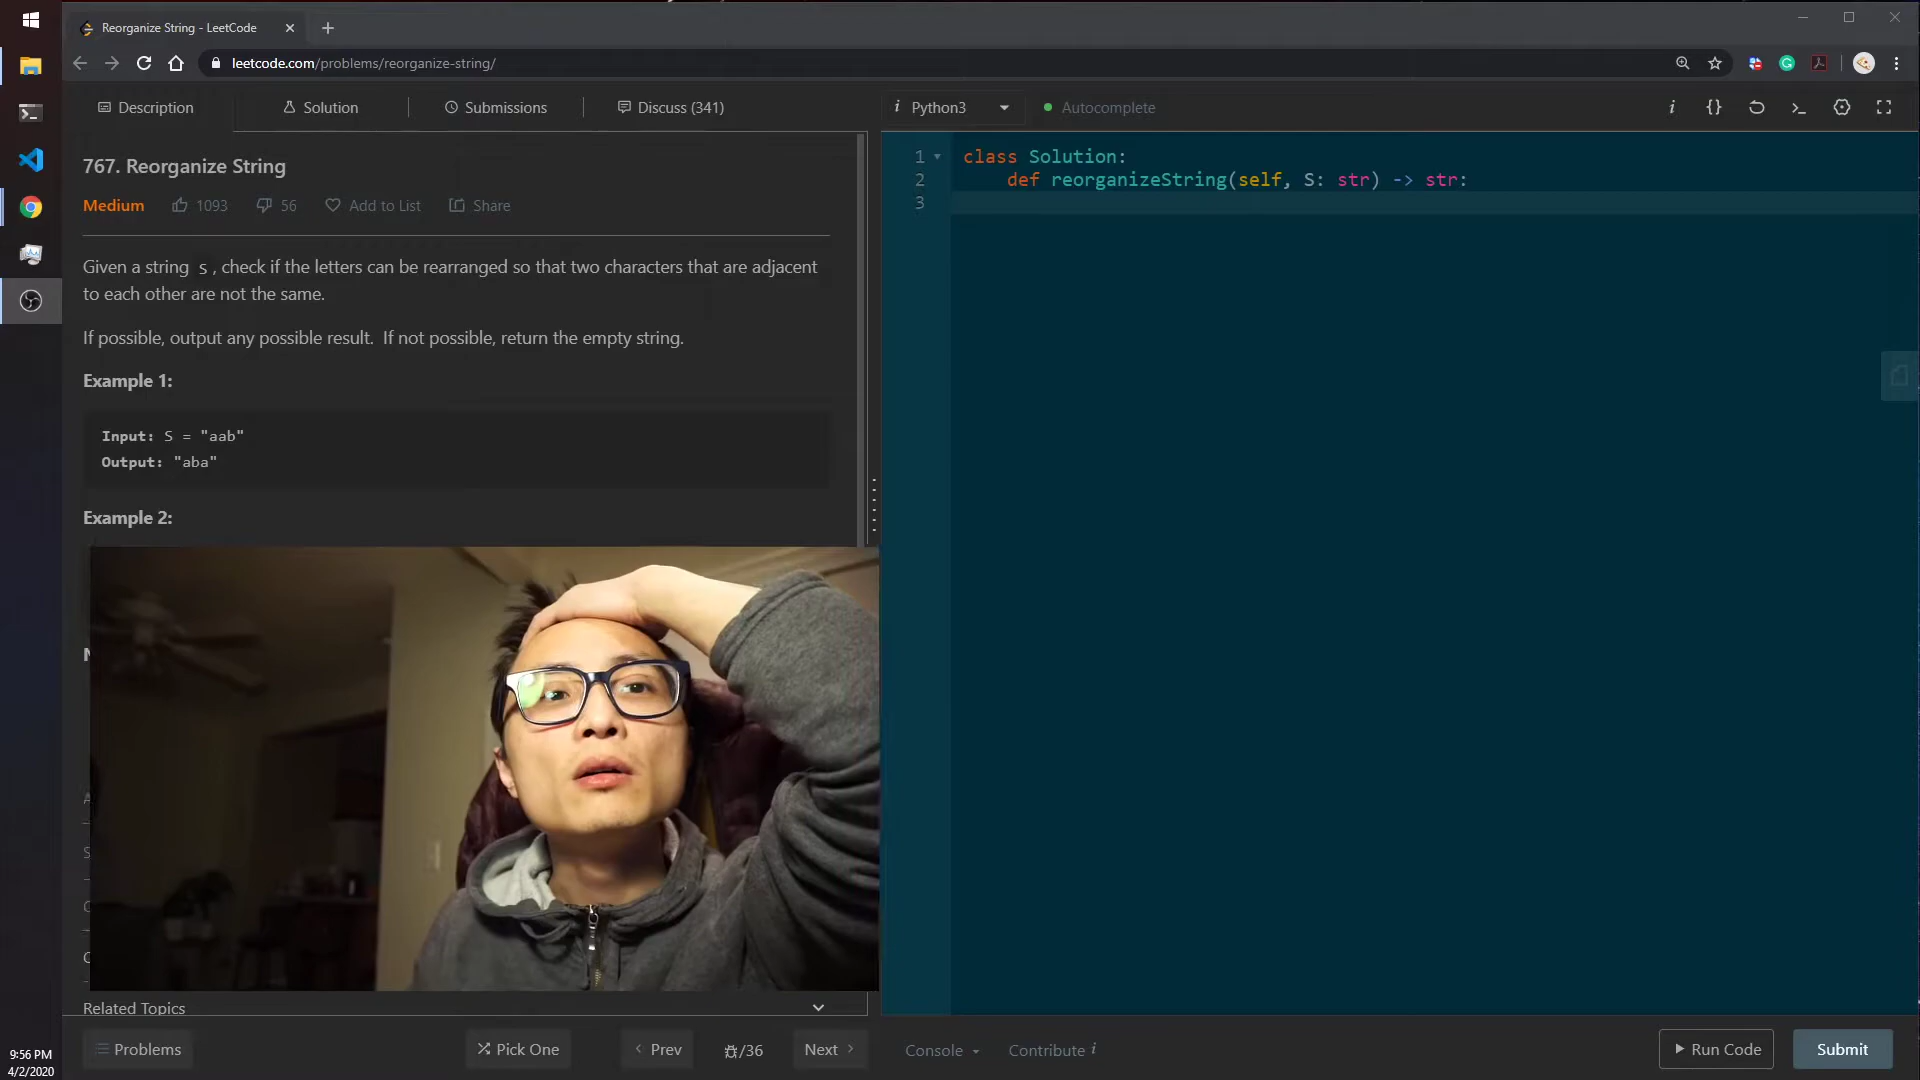 Reorganize String - LeetCode
leetcode.com/problems/reorganize-string/
Description
Solution
Submissions
Discuss (341)
767. Reorganize String
Medium
1093
56
Add to List
Share
Given a string S, check if the letters can be rearranged so that two characters that are adjacent
to each other are not the same.
If possible, output any possible result. If not possible, return the empty string.
Example 1:
Input: S = "aab"
Output: "aba"
Example 2:
Related Topics
Problems
Pick One
Prev
/36
Next
i Python3
Autocomplete
1 class Solution:
2 def reorganizeString(self, S: str) -> str:
3
Console
Contribute i
Run Code
Submit
9:56 PM
4/2/2020